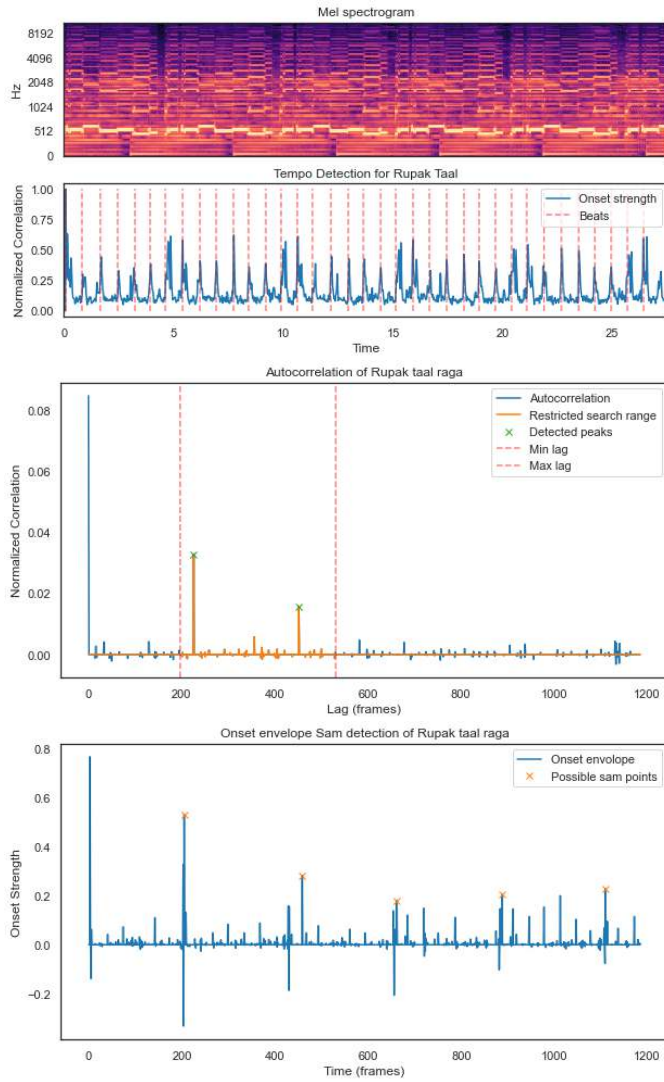 Mel spectrogram
8192
4096
2048
1024
512
0
Hz
Tempo Detection for Rupak Taal
1.00
0.75
0.50
0.25
0.00
Normalized Correlation
Onset strength
Beats
0 5 10 15 20 25
Time
Autocorrelation of Rupak taal raga
0.08
0.06
0.04
0.02
0.00
Normalized Correlation
Autocorrelation
Restricted search range
Detected peaks
Min lag
Max lag
0 200 400 600 800 1000 1200
Lag (frames)
Onset envelope Sam detection of Rupak taal raga
0.8
0.6
0.4
0.2
0.0
−0.2
Onset Strength
Onset envolope
Possible sam points
0 200 400 600 800 1000 1200
Time (frames)